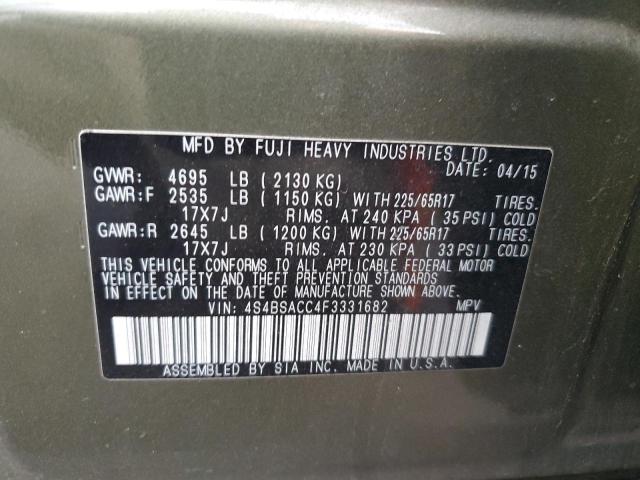 MFD BY FUJI HEAVY INDUSTRIES LTD.
DATE: 04/15
GVWR: 4695 LB ( 2130 KG)
GAWR:F 2535 LB ( 1150 KG) WITH 225/65R17 TIRES.
17X7J RIMS. AT 240 KPA ( 35 PSI) COLD
GAWR:R 2645 LB ( 1200 KG) WITH 225/65R17 TIRES.
17X7J RIMS. AT 230 KPA ( 33 PSI) COLD
THIS VEHICLE CONFORMS TO ALL APPLICABLE FEDERAL MOTOR
VEHICLE SAFETY AND THEFT PREVENTION STANDARDS
IN EFFECT ON THE DATE OF MANUFACTURE SHOWN ABOVE.
VIN: 4S4BSACC4F3331682 MPV
ASSEMBLED BY SIA INC. MADE IN U.S.A.